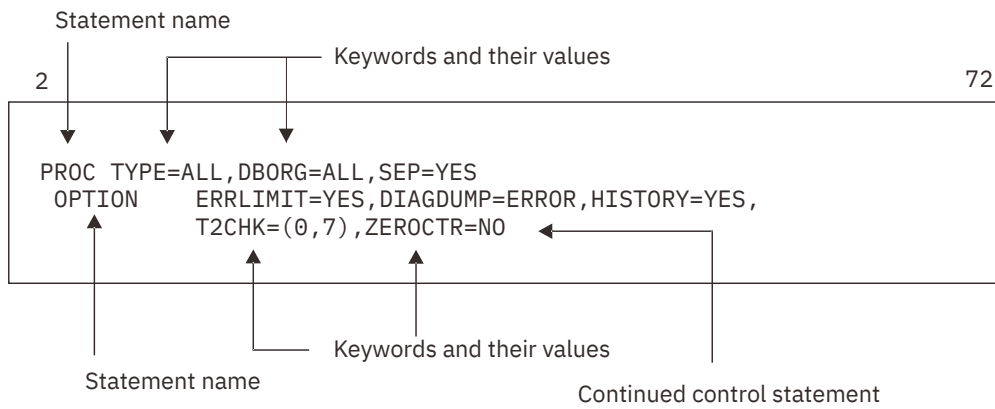 Statement name
Keywords and their values
2 72
PROC TYPE=ALL,DBORG=ALL,SEP=YES
OPTION ERRLIMIT=YES,DIAGDUMP=ERROR,HISTORY=YES,
T2CHK=(0,7),ZEROCTR=NO
Keywords and their values
Statement name
Continued control statement